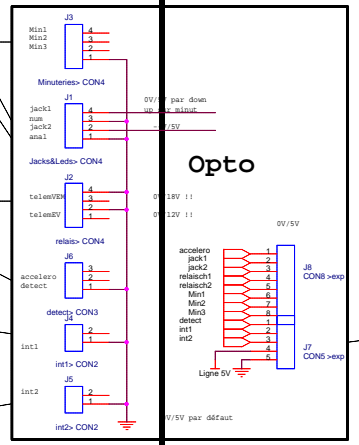 J3
Min1 4
Min2 3
Min3 2
1
Minuteries> CON4
J1
jack1 4
num 3
jack2 2
ana1 1
0V/ V par down
up par minut
/5V
Jacks&Leds> CON4
J2
4
telemVEM 3
2
telemEV 1
0V/18V !!
0V/12V !!
relais> CON4
J6
accelero 3
detect 2
1
detect> CON3
J4
2
int1 1
int1> CON2
J5
int2 2
1
int2> CON2
0V/5V par défaut
Opto
0V/5V
accelero 1
jack1 2
jack2 3
relaisch1 4
relaisch2 5
Min1 6
Min2 7
Min3 8
detect 1
int1 2
int2 3
4
5
J8
CON8 >exp
J7
CON5 >exp
Ligne 5V